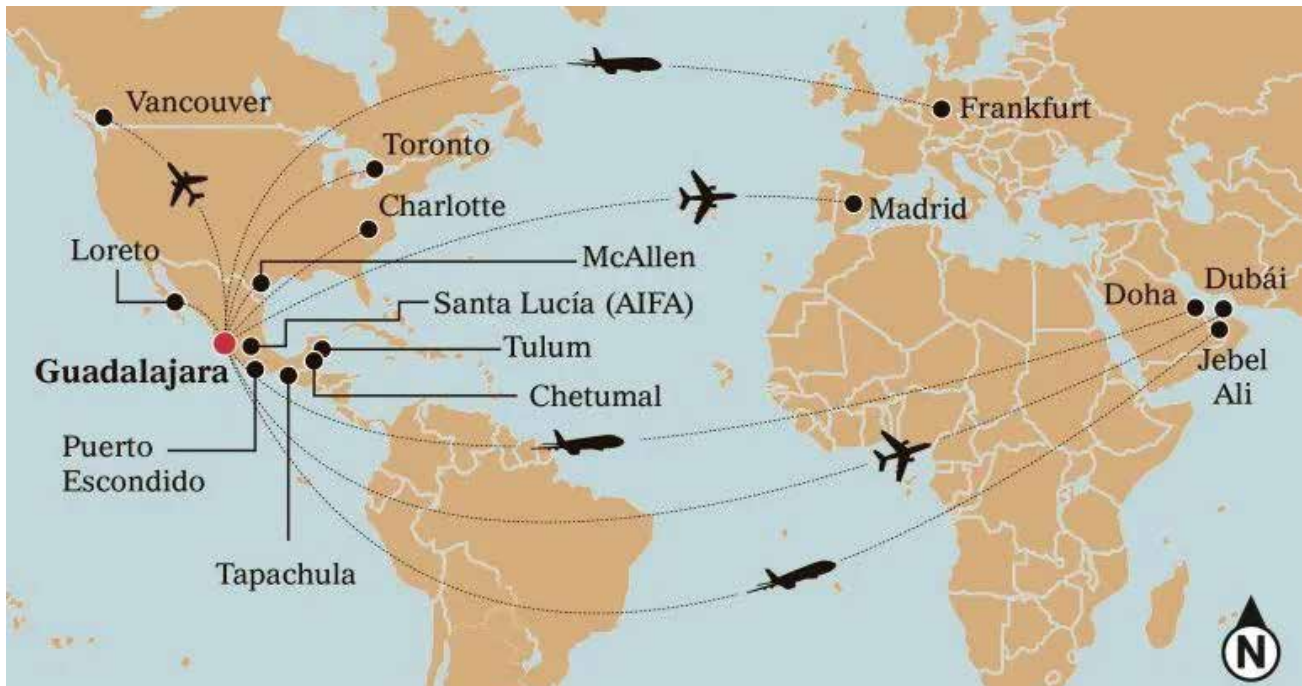 Vancouver
Frankfurt
Toronto
Madrid
Charlotte
Loreto
McAllen
Dubái
Doha
Santa Lucía (AIFA)
Tulum
Jebel
Ali
Guadalajara
Chetumal
Puerto
Escondido
Tapachula
N